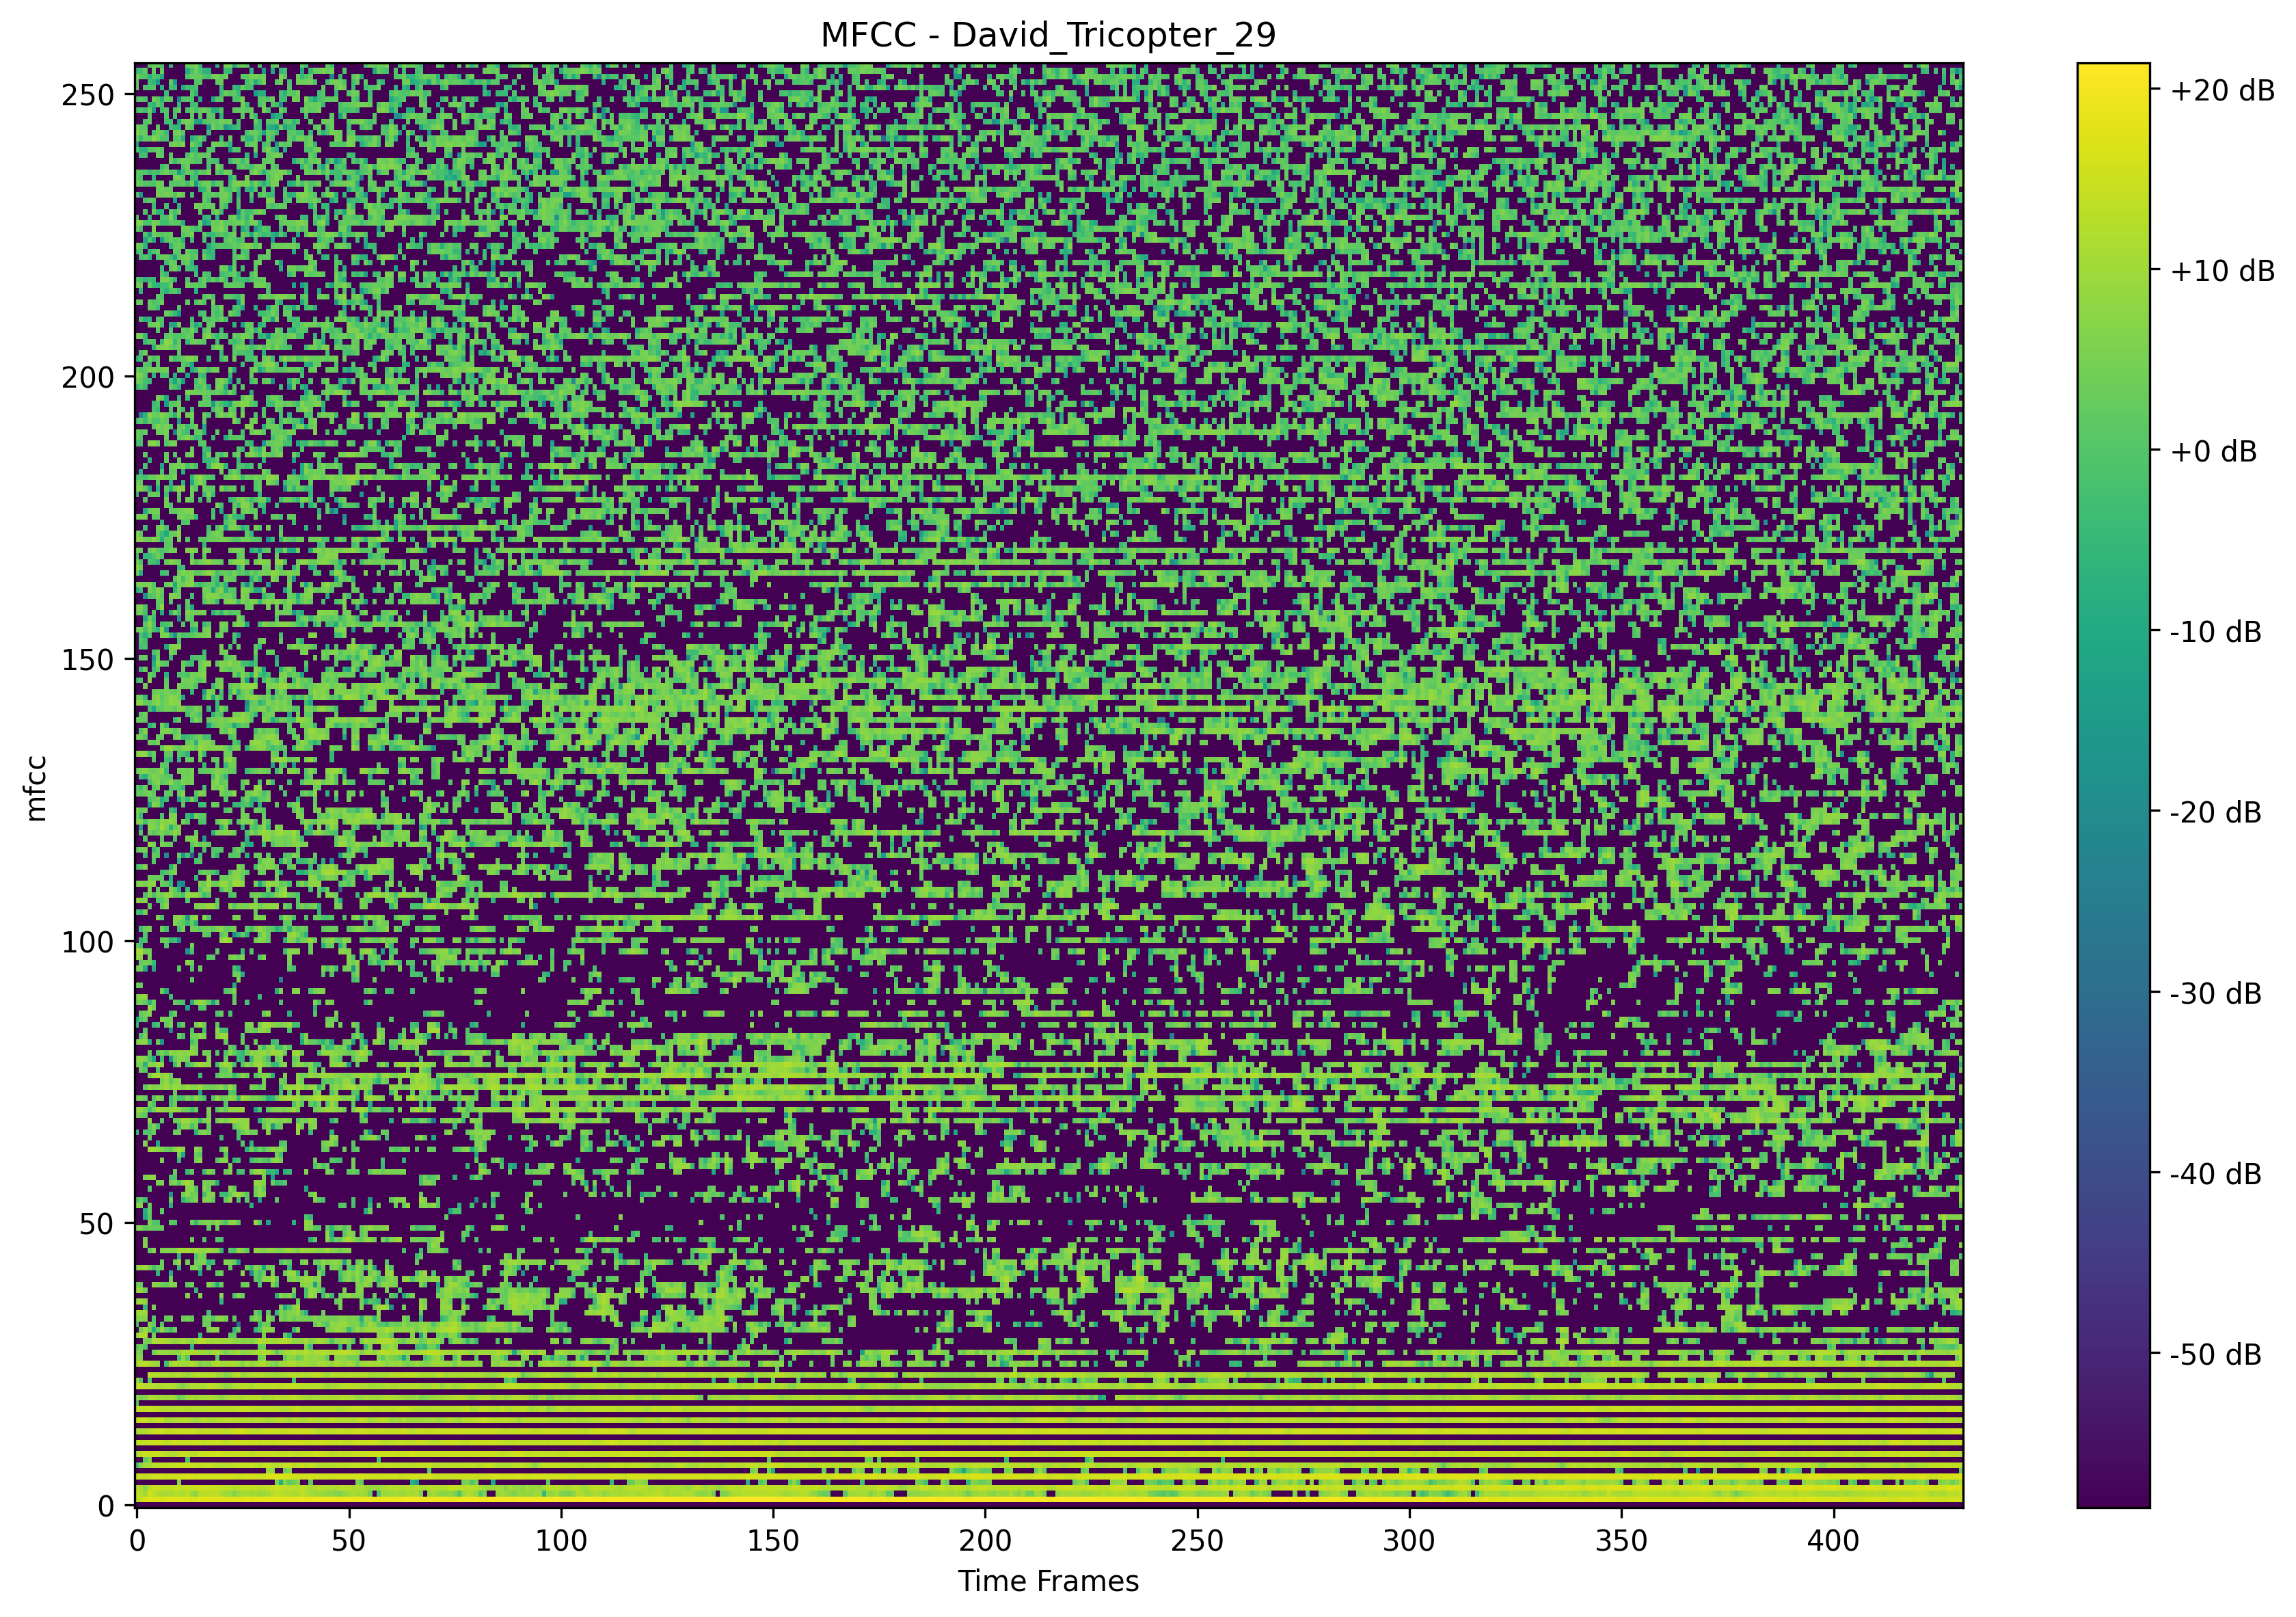 MFCC - David_Tricopter_29
250
200
150
100
50
0
mfcc
0 50 100 150 200 250 300 350 400
Time Frames
+20 dB
+10 dB
+0 dB
-10 dB
-20 dB
-30 dB
-40 dB
-50 dB